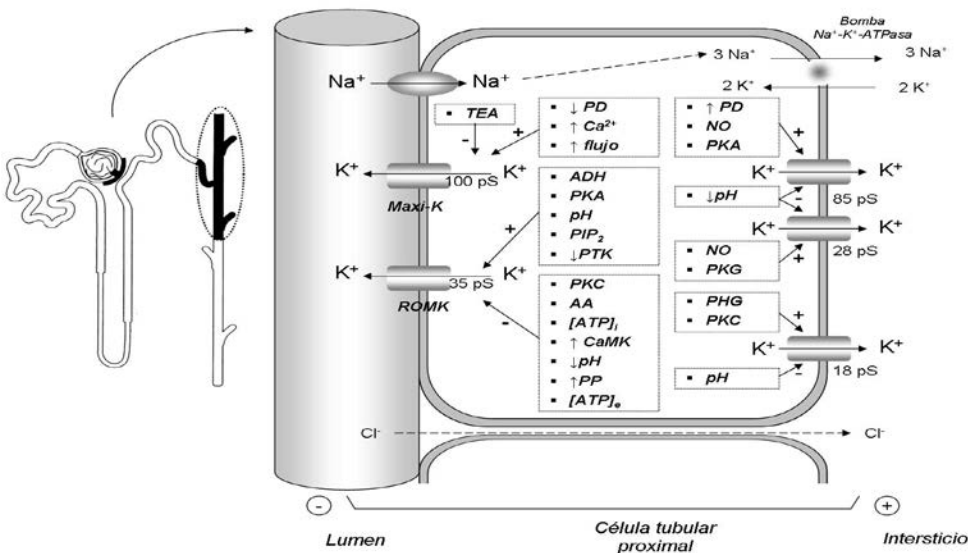 Bomba
Na⁺-K⁺-ATPasa
3 Na⁺ 3 Na⁺
2 K⁺ 2 K⁺
Na⁺ Na⁺
▪ TEA
-
▪ ↓ PD
▪ ↑ Ca²⁺
▪ ↑ flujo
+
▪ ↑ PD
▪ NO
▪ PKA
+
K⁺ K⁺
100 pS
Maxi-K
K⁺ K⁺
85 pS
▪ ↓pH
-
K⁺ K⁺
28 pS
▪ ADH
▪ PKA
▪ pH
▪ PIP₂
▪ ↓PTK
+
▪ NO
▪ PKG
+
K⁺ K⁺
35 pS
ROMK
▪ PKC
▪ AA
▪ [ATP]ᵢ
▪ ↑ CaMK
▪ ↓pH
▪ ↑PP
▪ [ATP]ₑ
-
▪ PHG
▪ PKC
+
K⁺ K⁺
18 pS
▪ pH
-
Cl⁻ Cl⁻
- +
Lumen
Célula tubular
proximal
Intersticio